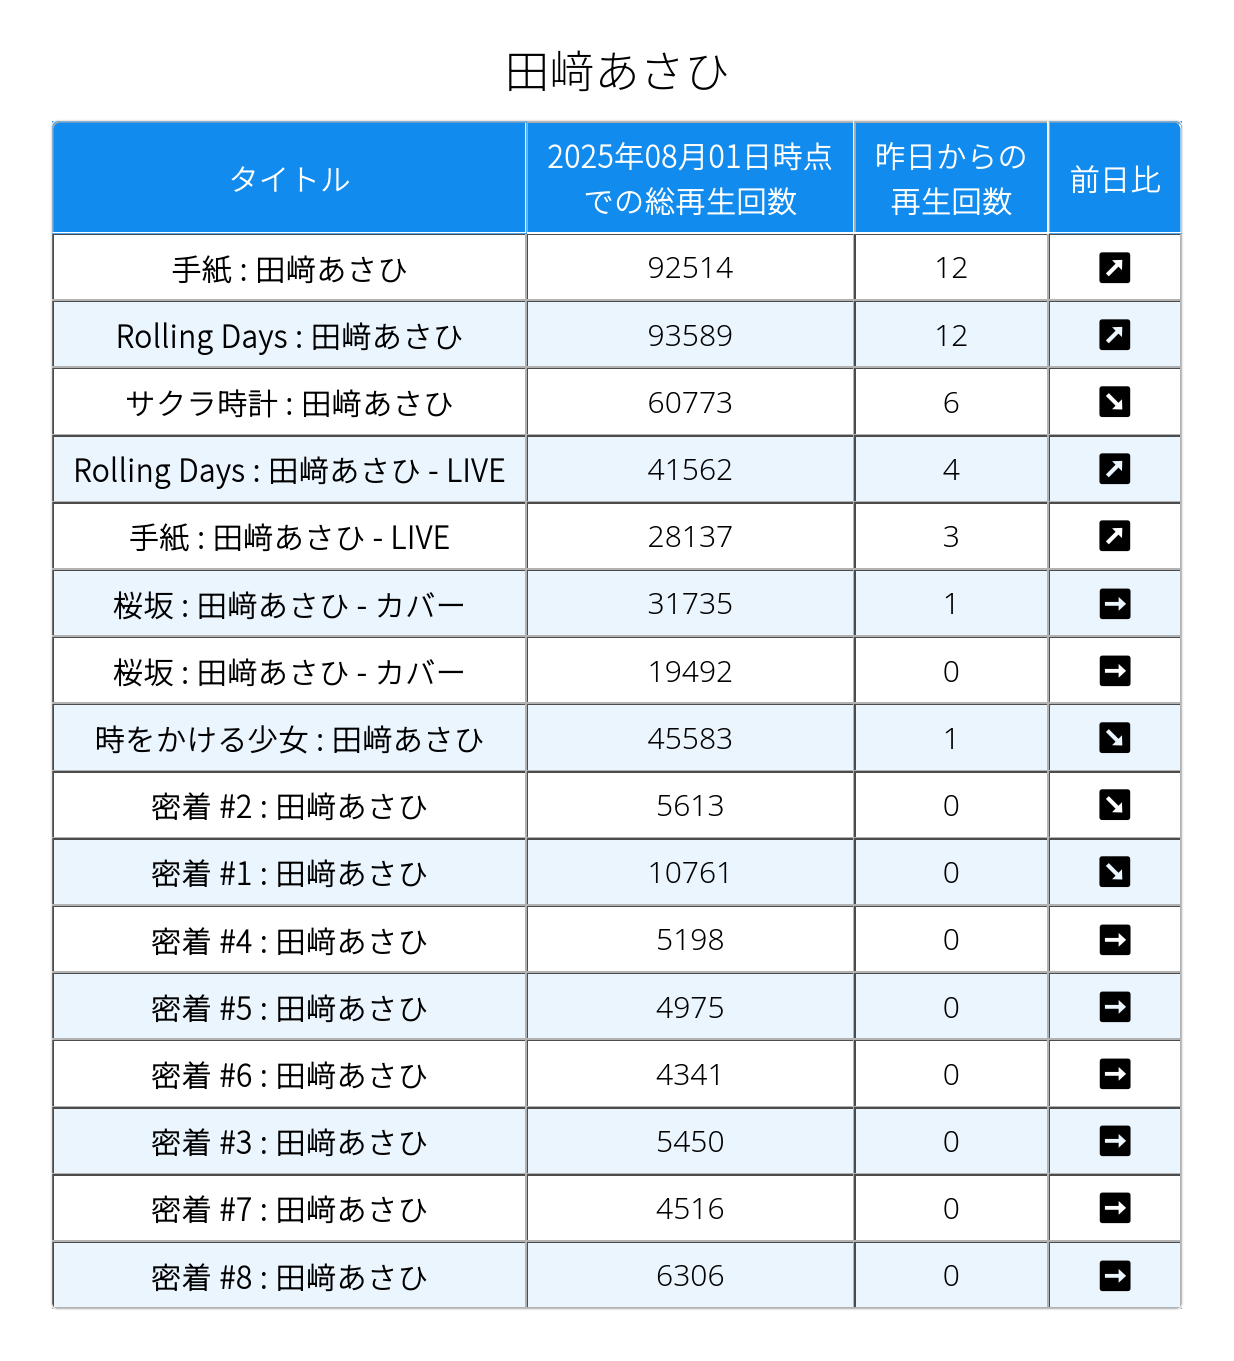 田﨑あさひ
タイトル 2025年08月01日時点での総再生回数 昨日からの再生回数 前日比
手紙 : 田﨑あさひ 92514 12 ↗
Rolling Days : 田﨑あさひ 93589 12 ↗
サクラ時計 : 田﨑あさひ 60773 6 ↘
Rolling Days : 田﨑あさひ - LIVE 41562 4 ↗
手紙 : 田﨑あさひ - LIVE 28137 3 ↗
桜坂 : 田﨑あさひ - カバー 31735 1 →
桜坂 : 田﨑あさひ - カバー 19492 0 →
時をかける少女 : 田﨑あさひ 45583 1 ↘
密着 #2 : 田﨑あさひ 5613 0 ↘
密着 #1 : 田﨑あさひ 10761 0 ↘
密着 #4 : 田﨑あさひ 5198 0 →
密着 #5 : 田﨑あさひ 4975 0 →
密着 #6 : 田﨑あさひ 4341 0 →
密着 #3 : 田﨑あさひ 5450 0 →
密着 #7 : 田﨑あさひ 4516 0 →
密着 #8 : 田﨑あさひ 6306 0 →